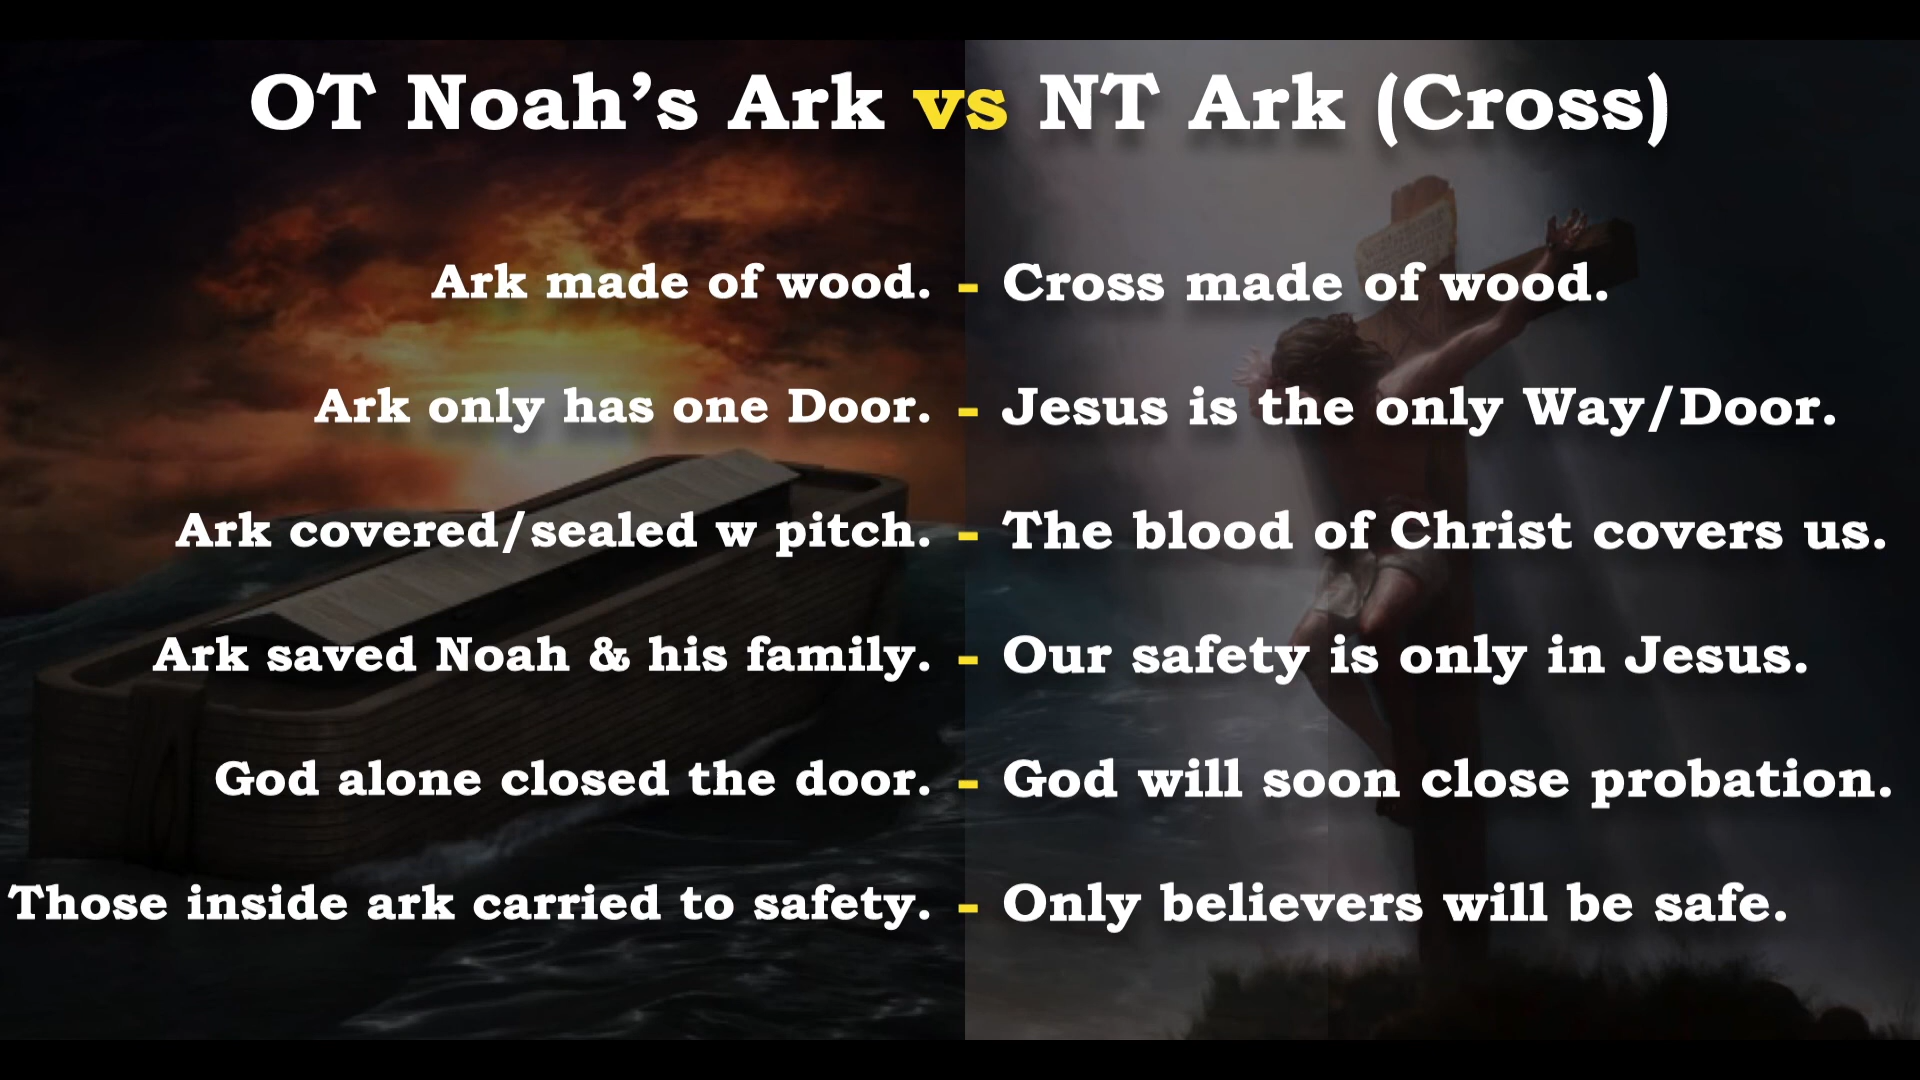 OT Noah’s Ark vs NT Ark (Cross)
Ark made of wood. - Cross made of wood.
Ark only has one Door. - Jesus is the only Way/Door.
Ark covered/sealed w pitch. - The blood of Christ covers us.
Ark saved Noah & his family. - Our safety is only in Jesus.
God alone closed the door. - God will soon close probation.
Those inside ark carried to safety. - Only believers will be safe.